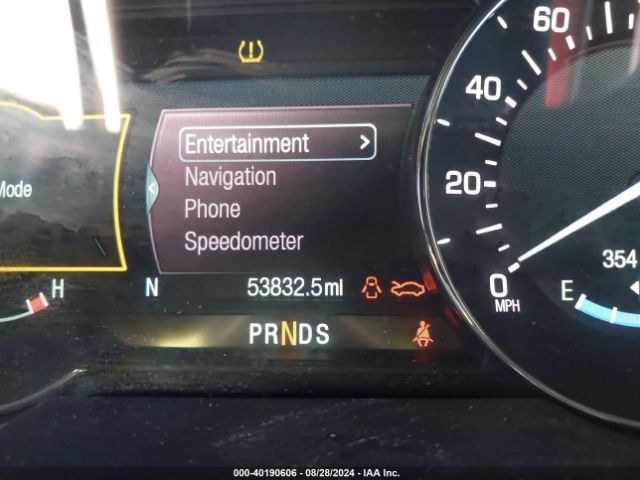 60
40
20
0
MPH
Entertainment >
Navigation
Phone
Speedometer
Mode
H
N
53832.5ml
354
E
PRNDS
000-40190606 - 08/28/2024 - IAA Inc.